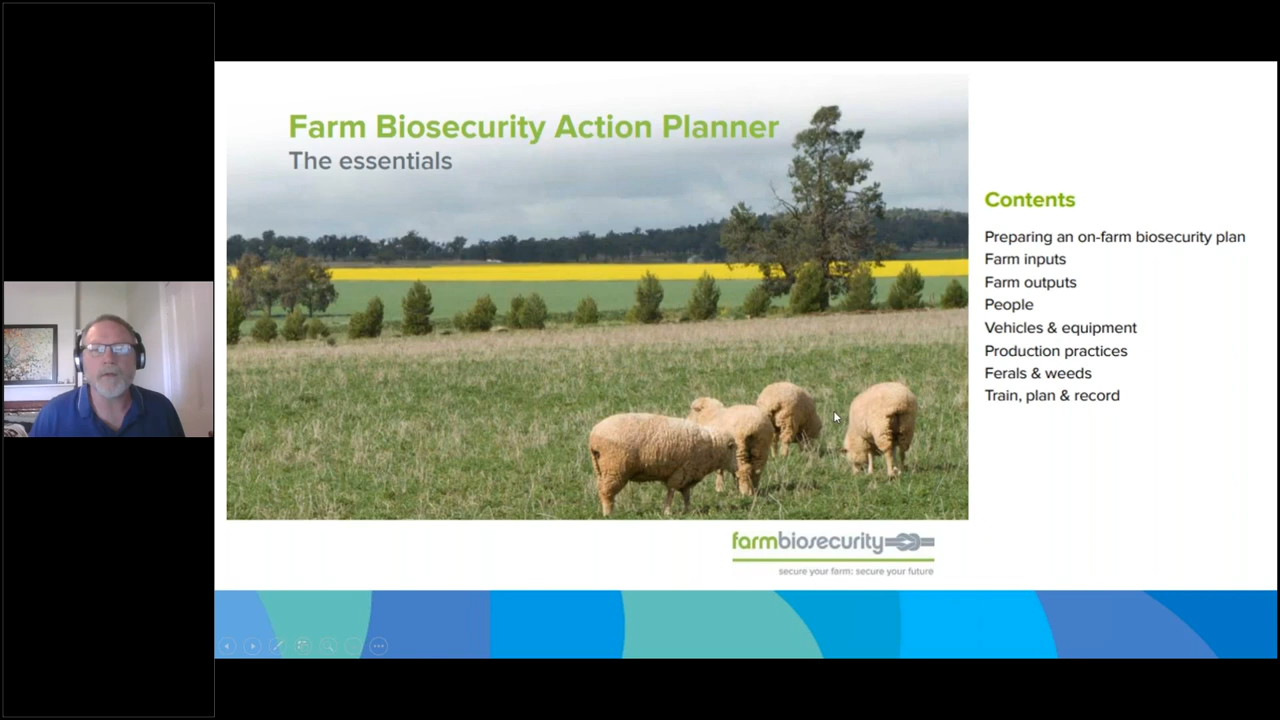 Farm Biosecurity Action Planner
The essentials
Contents
Preparing an on-farm biosecurity plan
Farm inputs
Farm outputs
People
Vehicles & equipment
Production practices
Ferals & weeds
Train, plan & record
farmbiosecurity
secure your farm: secure your future